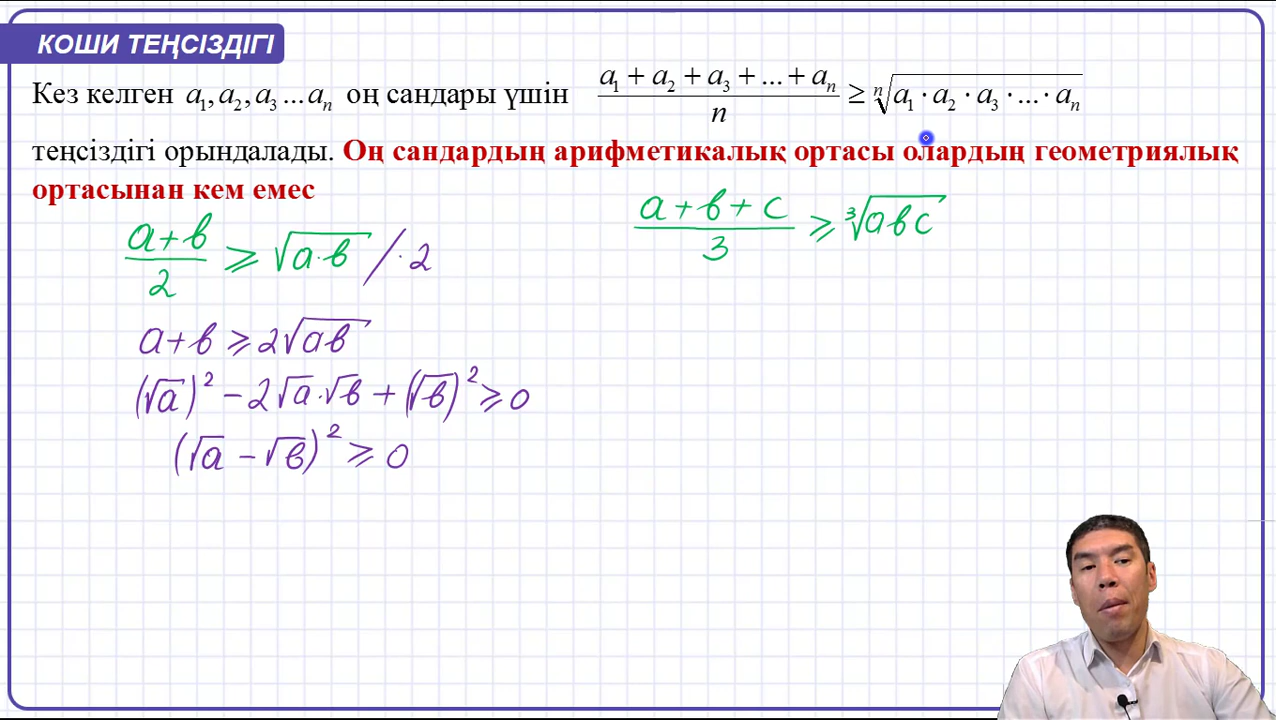 КОШИ ТЕҢСІЗДІГІ
Кез келген a₁, a₂, a₃ ... aₙ оң сандары үшін (a₁ + a₂ + a₃ + ... + aₙ)/n ≥ ⁿ√(a₁ · a₂ · a₃ · ... · aₙ)
теңсіздігі орындалады. Оң сандардың арифметикалық ортасы олардың геометриялық
ортасынан кем емес
(a+b)/2 ≥ √(a·b) / ·2
a+b ≥ 2√(ab)
(√a)² − 2√a·√b + (√b)² ≥ 0
(√a − √b)² ≥ 0
(a+b+c)/3 ≥ ³√(abc)